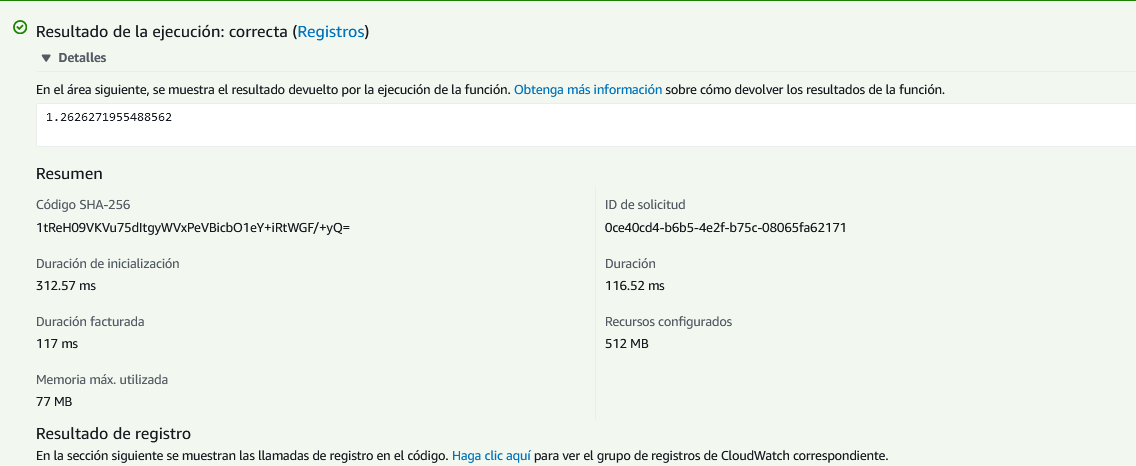 Resultado de la ejecución: correcta (Registros)
Detalles
En el área siguiente, se muestra el resultado devuelto por la ejecución de la función. Obtenga más información sobre cómo devolver los resultados de la función.
1.2626271955488562
Resumen
Código SHA-256
1tReH09VKVu75dItgyWVxPeVBicbO1eY+iRtWGF/+yQ=
ID de solicitud
0ce40cd4-b6b5-4e2f-b75c-08065fa62171
Duración de inicialización
312.57 ms
Duración
116.52 ms
Duración facturada
117 ms
Recursos configurados
512 MB
Memoria máx. utilizada
77 MB
Resultado de registro
En la sección siguiente se muestran las llamadas de registro en el código. Haga clic aquí para ver el grupo de registros de CloudWatch correspondiente.